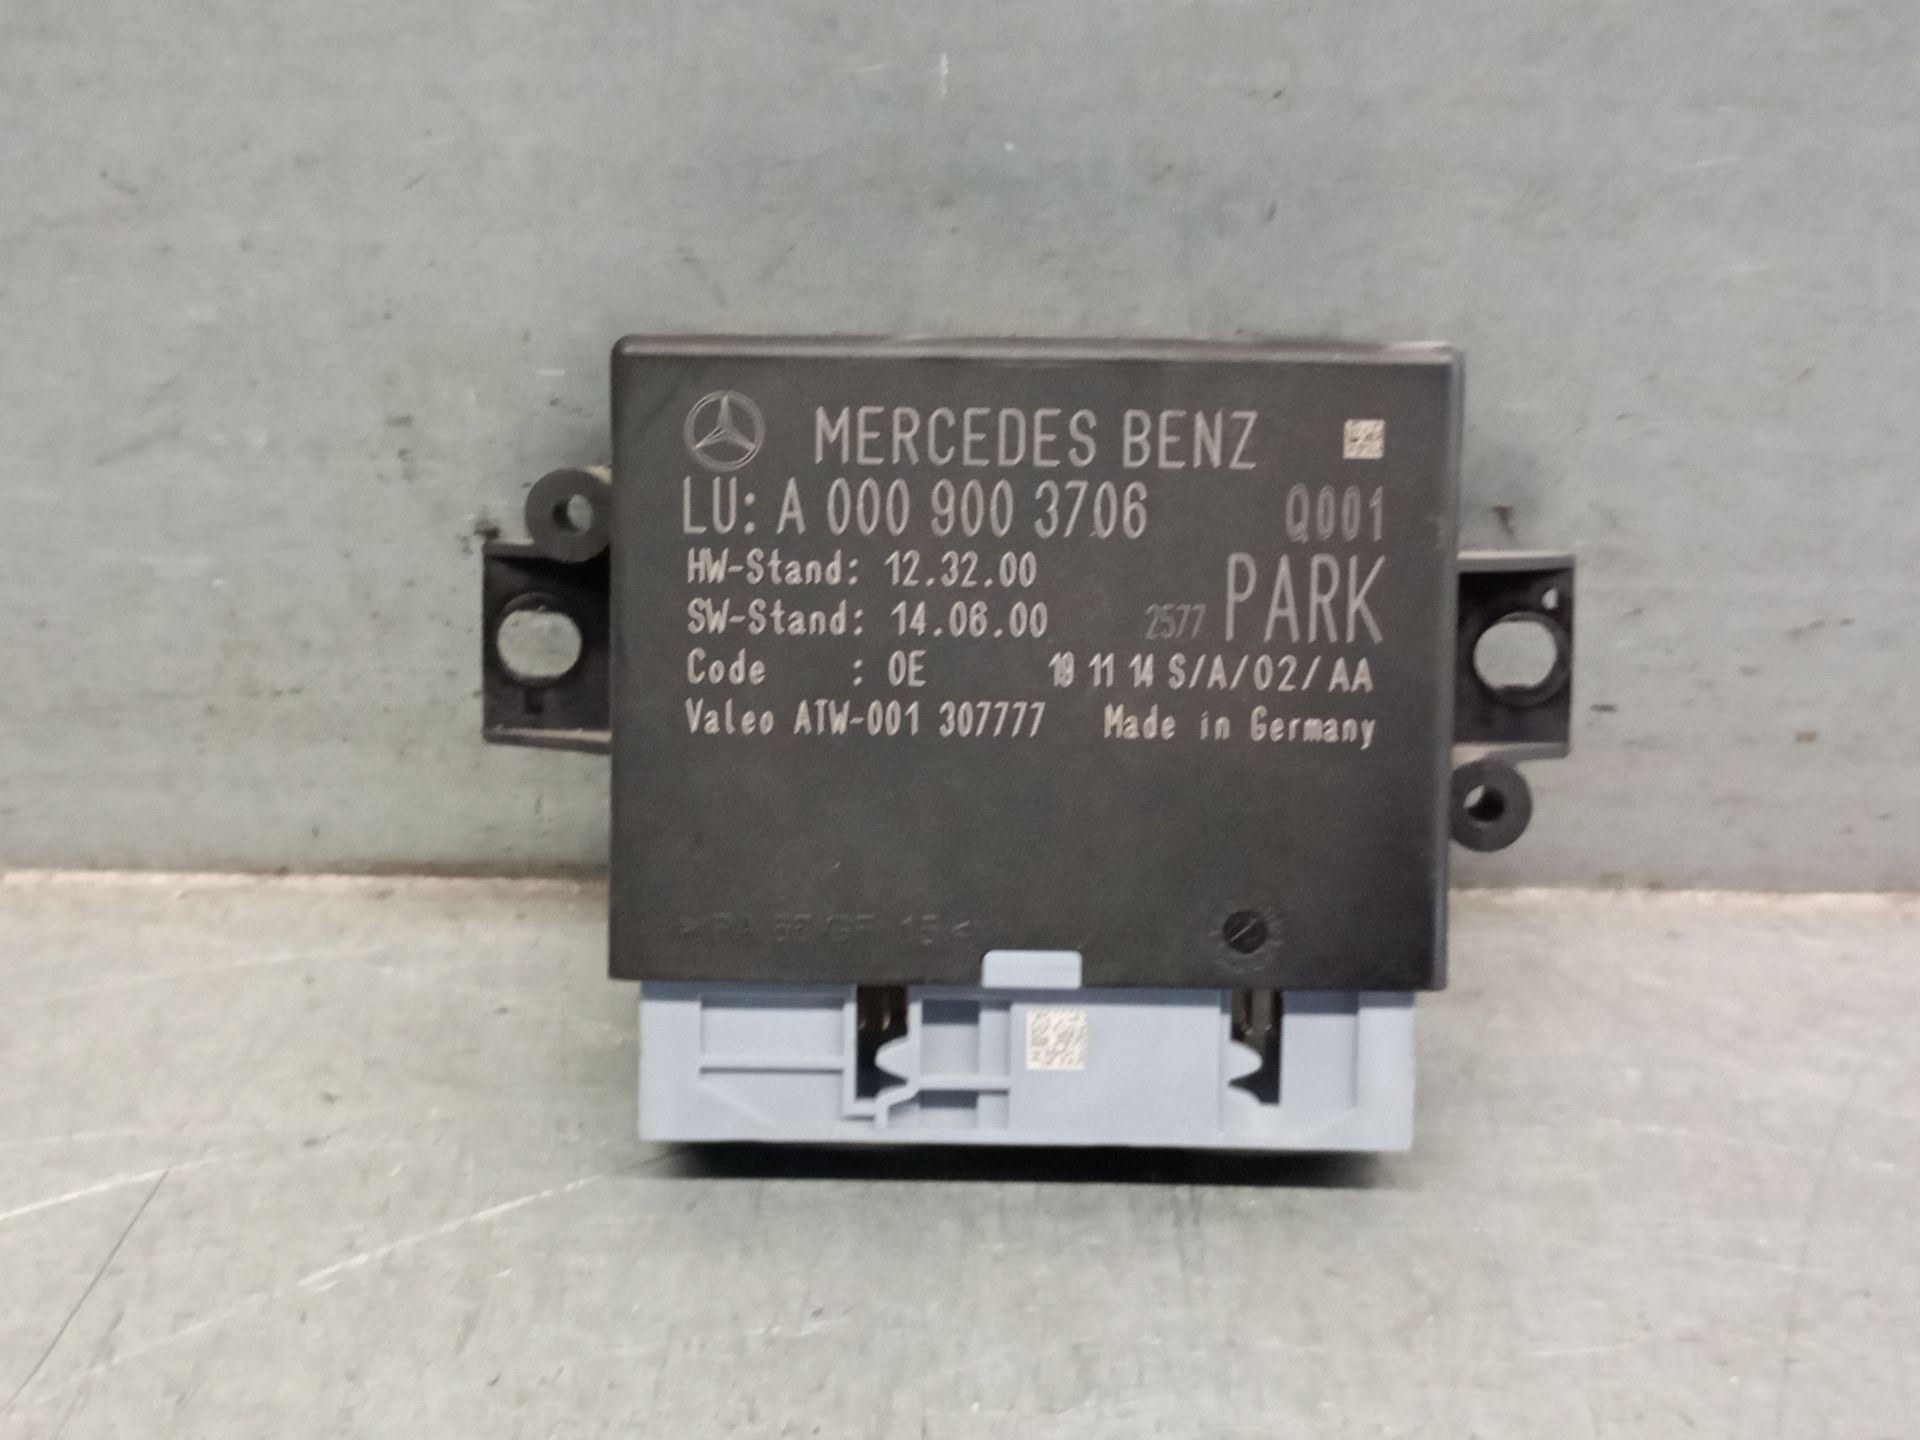 MERCEDES BENZ
LU: A 000 900 3706 Q001
HW-Stand: 12.32.00
SW-Stand: 14.06.00 2577 PARK
Code : 0E 18 11 14 S/A/02/AA
Valeo ATW-001 307777 Made in Germany